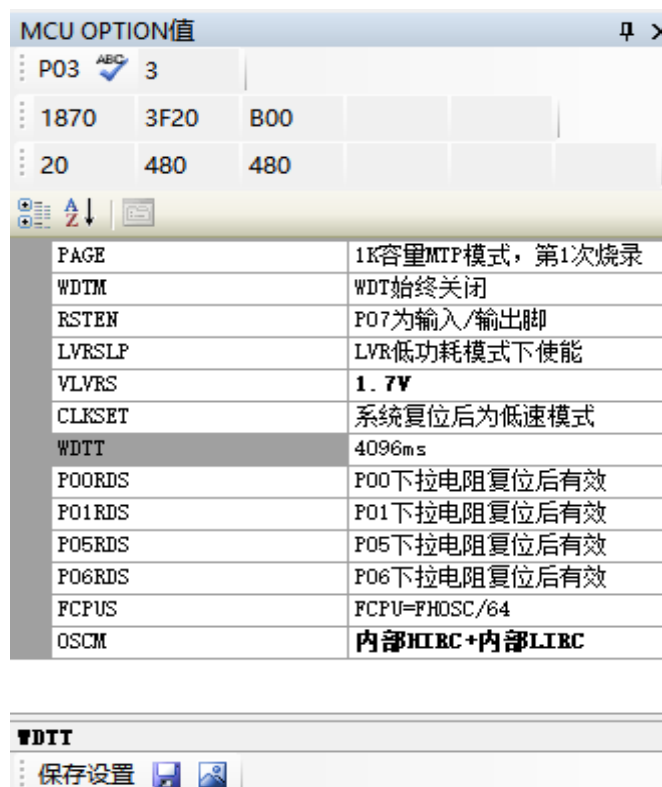 MCU OPTION值
P03 ABC 3
1870 3F20 B00
20 480 480
A Z
PAGE 1K容量MTP模式，第1次烧录
WDTM WDT始终关闭
RSTEN P07为输入/输出脚
LVRSLP LVR低功耗模式下使能
VLVRS 1.7V
CLKSET 系统复位后为低速模式
WDTT 4096ms
P00RDS P00下拉电阻复位后有效
P01RDS P01下拉电阻复位后有效
P05RDS P05下拉电阻复位后有效
P06RDS P06下拉电阻复位后有效
FCPUS FCPU=FHOSC/64
OSCM 内部HIRC+内部LIRC
WDTT
保存设置